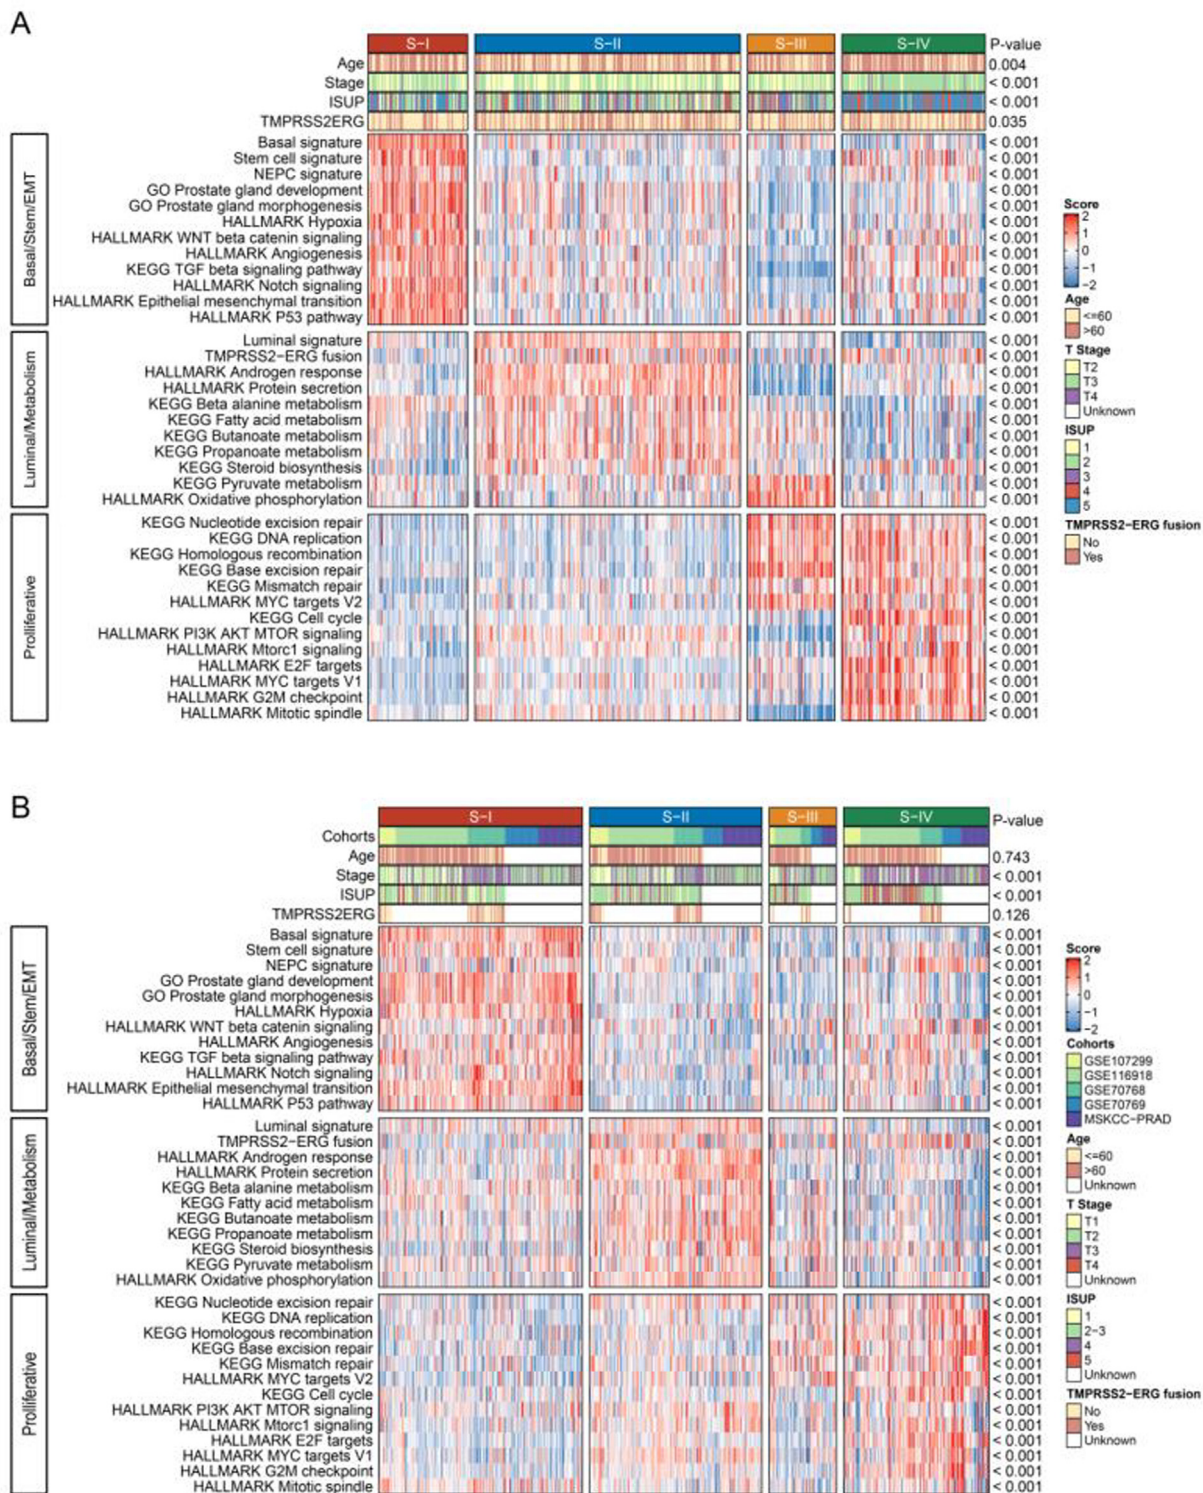 A
S-I S-II S-III S-IV P-value
Age 0.004
Stage < 0.001
ISUP < 0.001
TMPRSS2ERG 0.035
Basal/Stem/EMT
Basal signature < 0.001
Stem cell signature < 0.001
NEPC signature < 0.001
GO Prostate gland development < 0.001
GO Prostate gland morphogenesis < 0.001
HALLMARK Hypoxia < 0.001
HALLMARK WNT beta catenin signaling < 0.001
HALLMARK Angiogenesis < 0.001
KEGG TGF beta signaling pathway < 0.001
HALLMARK Notch signaling < 0.001
HALLMARK Epithelial mesenchymal transition < 0.001
HALLMARK P53 pathway < 0.001
Luminal/Metabolism
Luminal signature < 0.001
TMPRSS2-ERG fusion < 0.001
HALLMARK Androgen response < 0.001
HALLMARK Protein secretion < 0.001
KEGG Beta alanine metabolism < 0.001
KEGG Fatty acid metabolism < 0.001
KEGG Butanoate metabolism < 0.001
KEGG Propanoate metabolism < 0.001
KEGG Steroid biosynthesis < 0.001
KEGG Pyruvate metabolism < 0.001
HALLMARK Oxidative phosphorylation < 0.001
Prolliferative
KEGG Nucleotide excision repair < 0.001
KEGG DNA replication < 0.001
KEGG Homologous recombination < 0.001
KEGG Base excision repair < 0.001
KEGG Mismatch repair < 0.001
HALLMARK MYC targets V2 < 0.001
KEGG Cell cycle < 0.001
HALLMARK PI3K AKT MTOR signaling < 0.001
HALLMARK Mtorc1 signaling < 0.001
HALLMARK E2F targets < 0.001
HALLMARK MYC targets V1 < 0.001
HALLMARK G2M checkpoint < 0.001
HALLMARK Mitotic spindle < 0.001
Score
2
1
0
-1
-2
Age
<=60
>60
T Stage
T2
T3
T4
Unknown
ISUP
1
2
3
4
5
TMPRSS2-ERG fusion
No
Yes
B
S-I S-II S-III S-IV P-value
Cohorts
Age 0.743
Stage < 0.001
ISUP < 0.001
TMPRSS2ERG 0.126
Basal/Stem/EMT
Basal signature < 0.001
Stem cell signature < 0.001
NEPC signature < 0.001
GO Prostate gland development < 0.001
GO Prostate gland morphogenesis < 0.001
HALLMARK Hypoxia < 0.001
HALLMARK WNT beta catenin signaling < 0.001
HALLMARK Angiogenesis < 0.001
KEGG TGF beta signaling pathway < 0.001
HALLMARK Notch signaling < 0.001
HALLMARK Epithelial mesenchymal transition < 0.001
HALLMARK P53 pathway < 0.001
Luminal/Metabolism
Luminal signature < 0.001
TMPRSS2-ERG fusion < 0.001
HALLMARK Androgen response < 0.001
HALLMARK Protein secretion < 0.001
KEGG Beta alanine metabolism < 0.001
KEGG Fatty acid metabolism < 0.001
KEGG Butanoate metabolism < 0.001
KEGG Propanoate metabolism < 0.001
KEGG Steroid biosynthesis < 0.001
KEGG Pyruvate metabolism < 0.001
HALLMARK Oxidative phosphorylation < 0.001
Prolliferative
KEGG Nucleotide excision repair < 0.001
KEGG DNA replication < 0.001
KEGG Homologous recombination < 0.001
KEGG Base excision repair < 0.001
KEGG Mismatch repair < 0.001
HALLMARK MYC targets V2 < 0.001
KEGG Cell cycle < 0.001
HALLMARK PI3K AKT MTOR signaling < 0.001
HALLMARK Mtorc1 signaling < 0.001
HALLMARK E2F targets < 0.001
HALLMARK MYC targets V1 < 0.001
HALLMARK G2M checkpoint < 0.001
HALLMARK Mitotic spindle < 0.001
Score
2
1
0
-1
-2
Cohorts
GSE107299
GSE116918
GSE70768
GSE70769
MSKCC-PRAD
Age
<=60
>60
Unknown
T Stage
T1
T2
T3
T4
Unknown
ISUP
1
2-3
4
5
Unknown
TMPRSS2-ERG fusion
No
Yes
Unknown